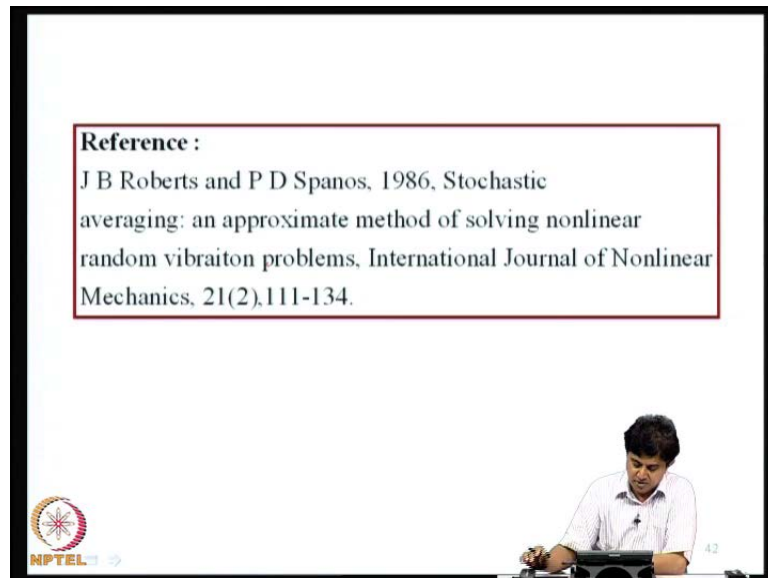 Reference :
J B Roberts and P D Spanos, 1986, Stochastic
averaging: an approximate method of solving nonlinear
random vibraiton problems, International Journal of Nonlinear
Mechanics, 21(2),111-134.
NPTEL
42